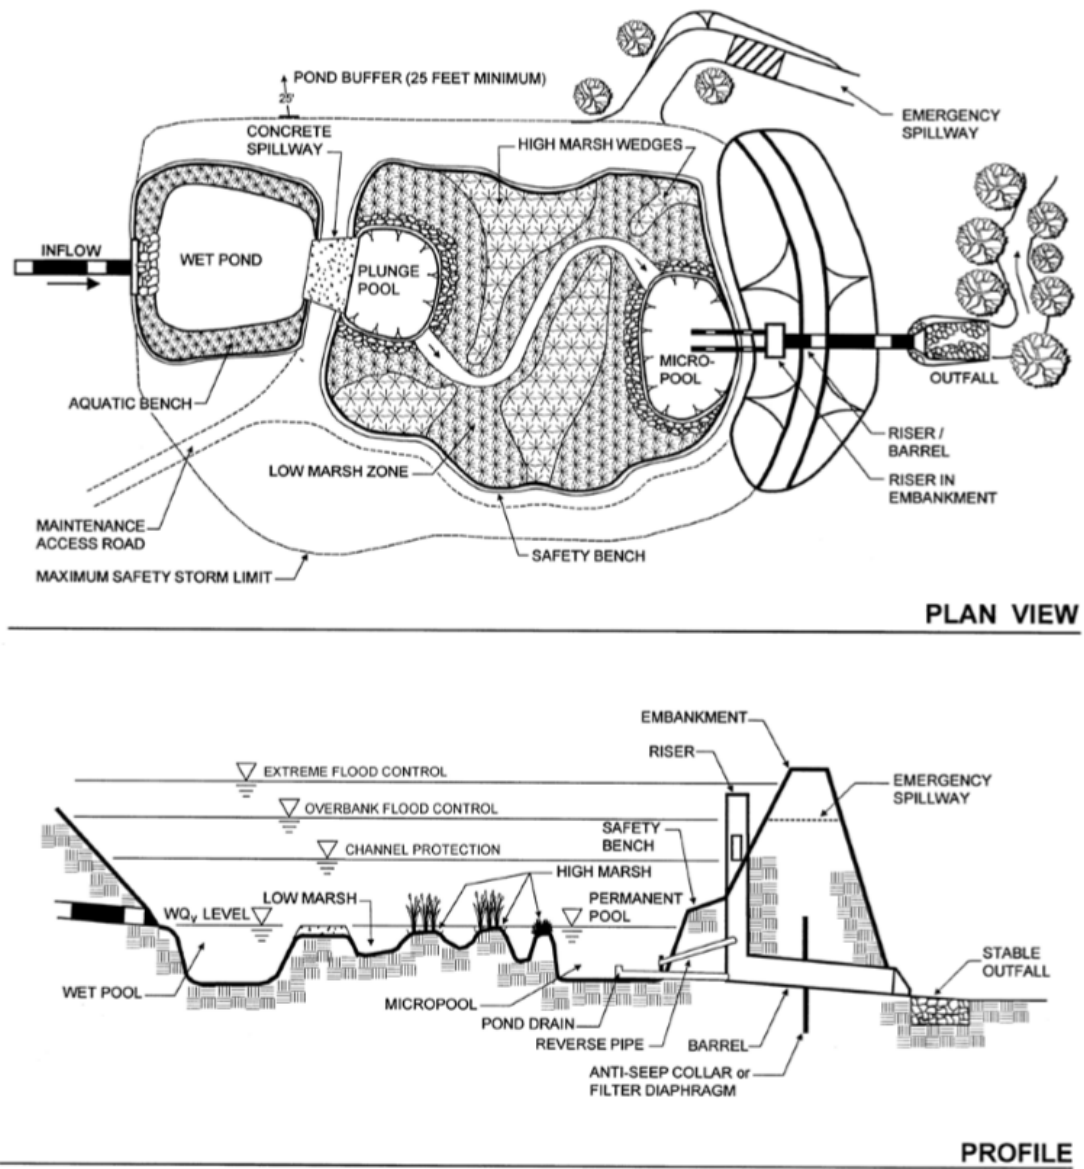 POND BUFFER (25 FEET MINIMUM)
25'
CONCRETE
SPILLWAY
HIGH MARSH WEDGES
EMERGENCY
SPILLWAY
INFLOW
WET POND
PLUNGE
POOL
MICRO-
POOL
OUTFALL
AQUATIC BENCH
RISER /
BARREL
LOW MARSH ZONE
RISER IN
EMBANKMENT
MAINTENANCE
ACCESS ROAD
SAFETY BENCH
MAXIMUM SAFETY STORM LIMIT
PLAN VIEW
EMBANKMENT
RISER
EXTREME FLOOD CONTROL
EMERGENCY
SPILLWAY
OVERBANK FLOOD CONTROL
SAFETY
BENCH
CHANNEL PROTECTION
HIGH MARSH
LOW MARSH
PERMANENT
POOL
WQv LEVEL
STABLE
OUTFALL
WET POOL
MICROPOOL
POND DRAIN
REVERSE PIPE
BARREL
ANTI-SEEP COLLAR or
FILTER DIAPHRAGM
PROFILE